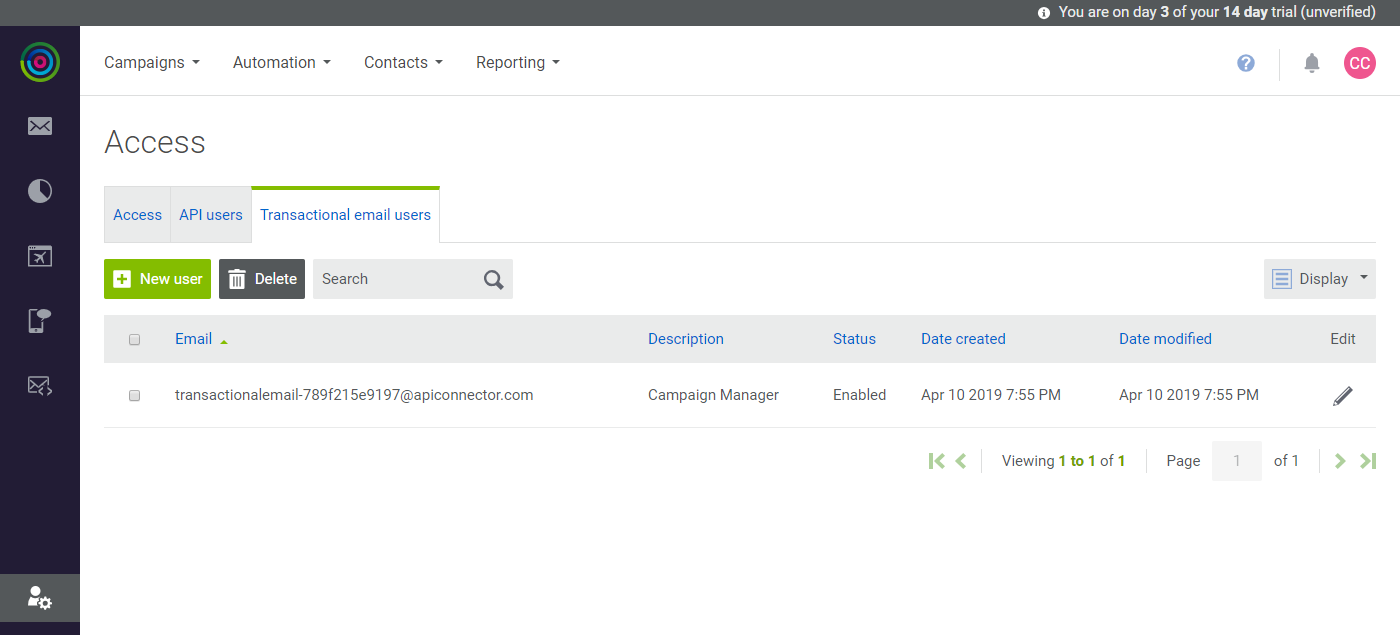 You are on day 3 of your 14 day trial (unverified)
Campaigns Automation Contacts Reporting ? CC
Access
Access API users Transactional email users
New user Delete Search Display
Email Description Status Date created Date modified Edit
transactionalemail-789f215e9197@apiconnector.com Campaign Manager Enabled Apr 10 2019 7:55 PM Apr 10 2019 7:55 PM
Viewing 1 to 1 of 1 Page 1 of 1